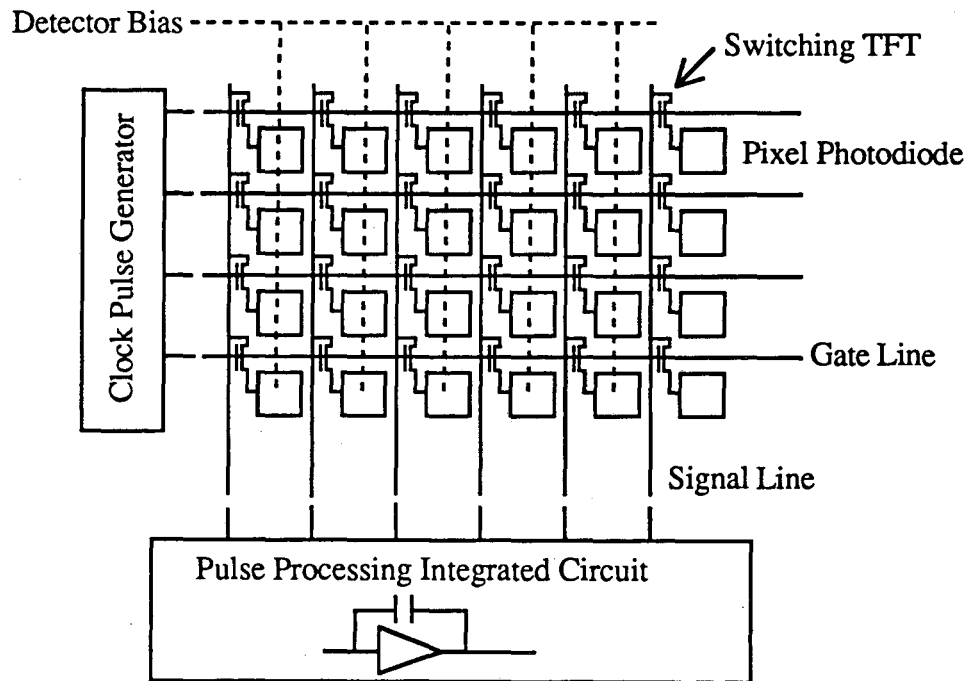 Detector Bias
Switching TFT
Clock Pulse Generator
Pixel Photodiode
Gate Line
Signal Line
Pulse Processing Integrated Circuit